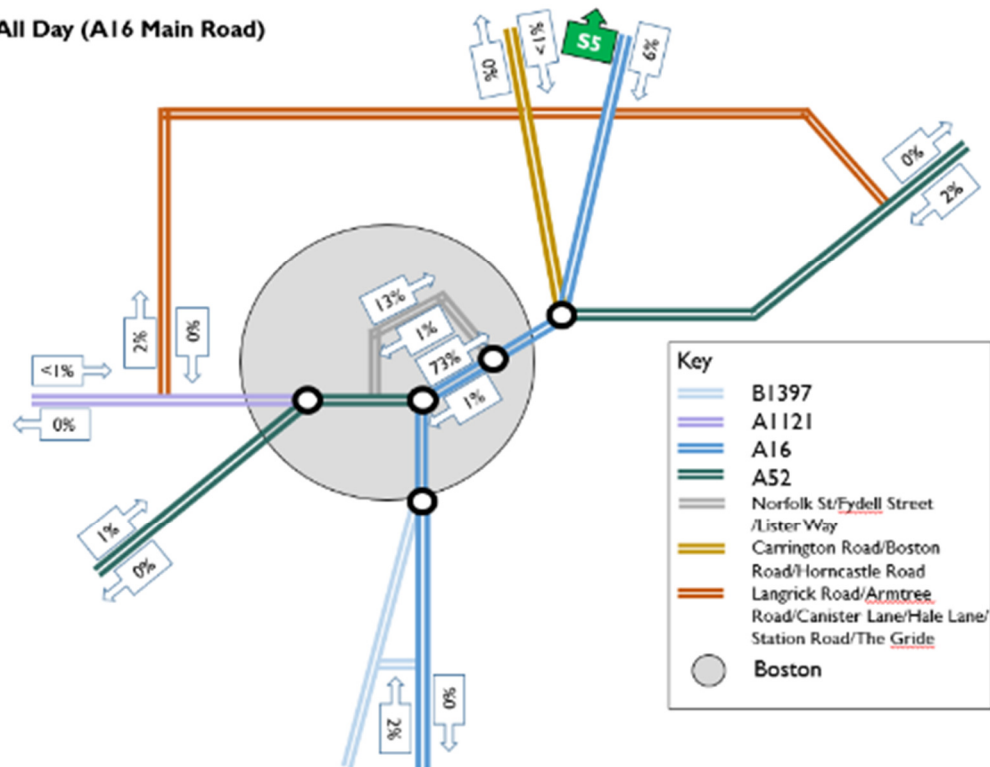 All Day (A16 Main Road)
0%
<1%
S5
6%
0%
2%
13%
1%
73%
1%
2%
0%
<1%
0%
1%
0%
2%
0%
Key
B1397
A1121
A16
A52
Norfolk St/Fydell Street
/Lister Way
Carrington Road/Boston
Road/Horncastle Road
Langrick Road/Armtree
Road/Canister Lane/Hale Lane/
Station Road/The Gride
Boston